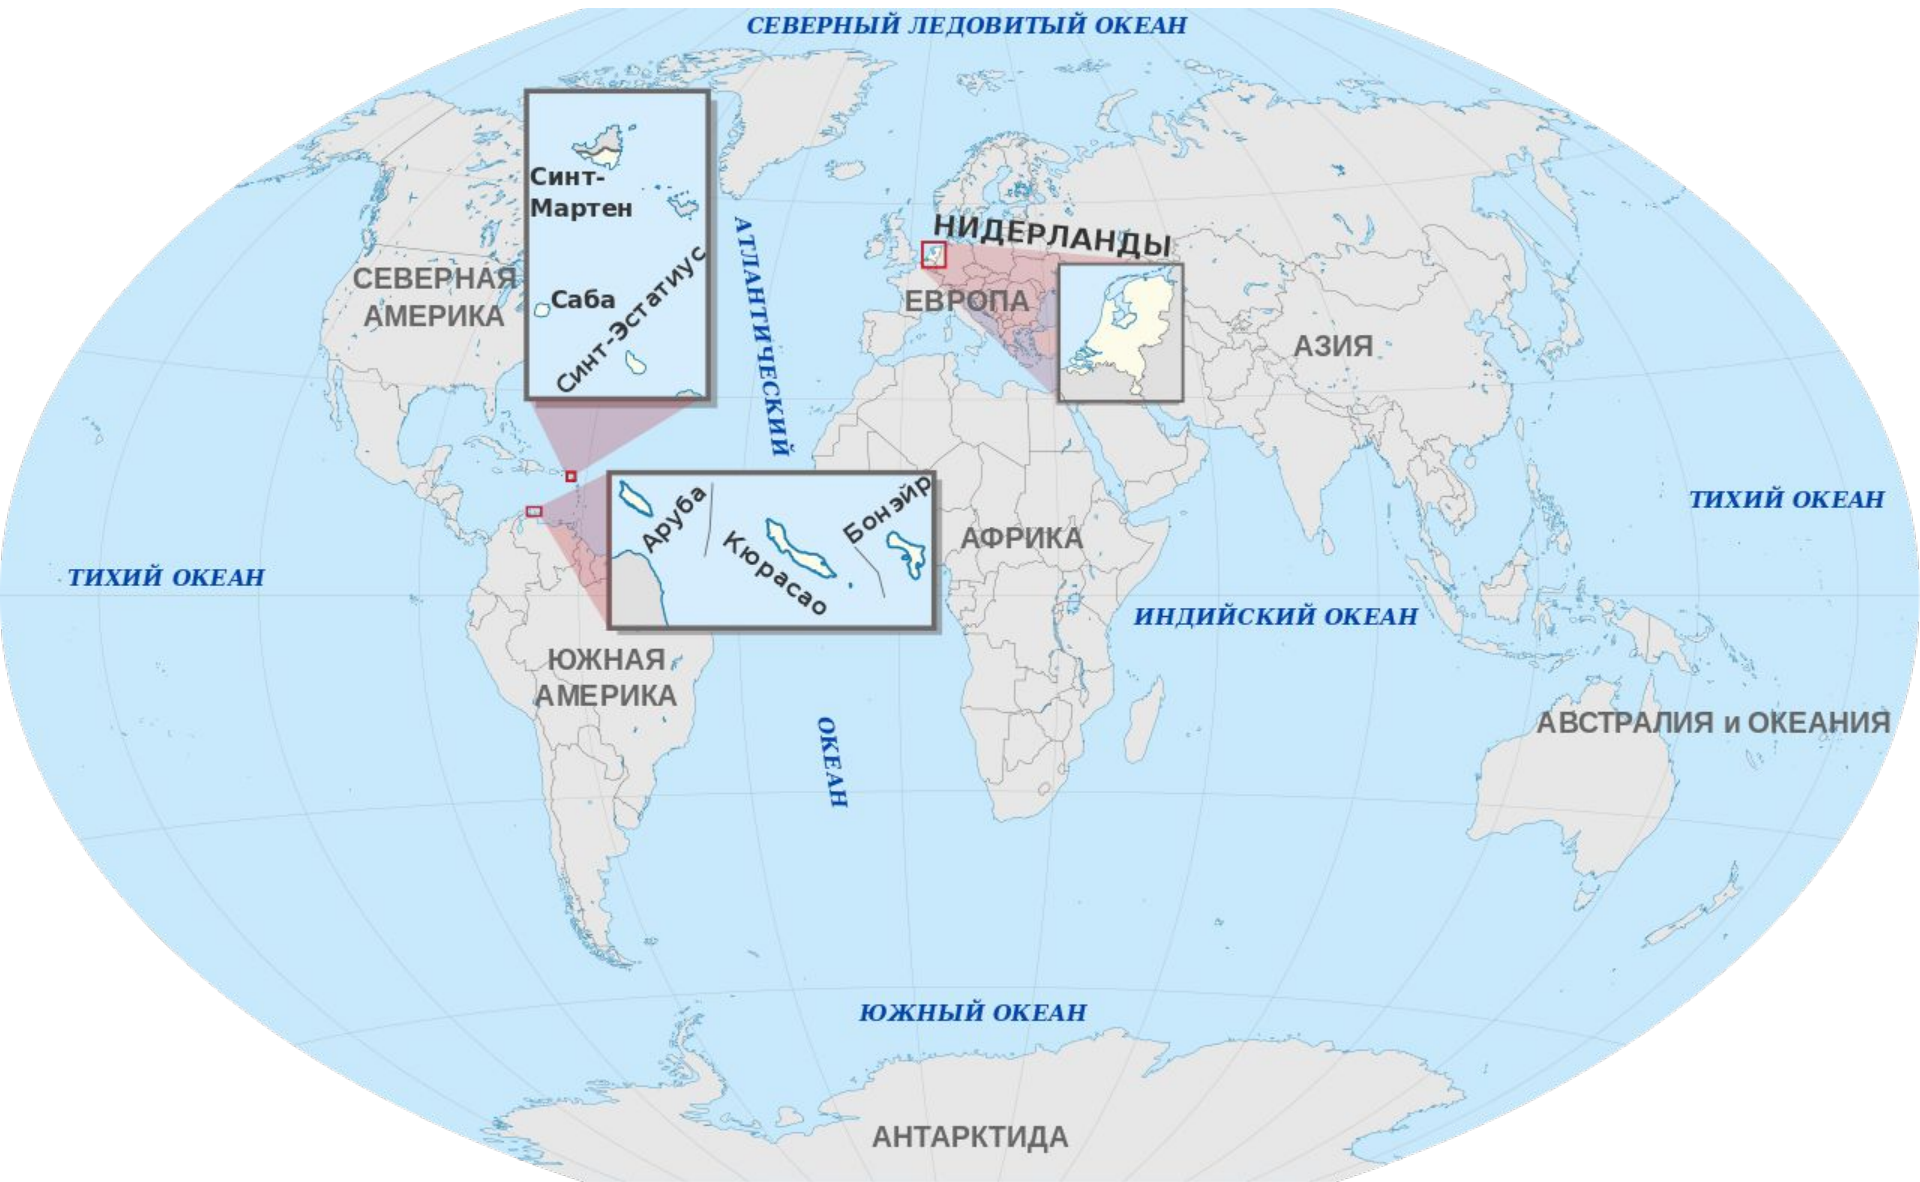 СЕВЕРНЫЙ ЛЕДОВИТЫЙ ОКЕАН
Синт-
Мартен
Саба
Синт-Эстатиус
СЕВЕРНАЯ
АМЕРИКА
АТЛАНТИЧЕСКИЙ
НИДЕРЛАНДЫ
ЕВРОПА
АЗИЯ
Аруба
Кюрасао
Бонэйр
АФРИКА
ТИХИЙ ОКЕАН
ТИХИЙ ОКЕАН
ИНДИЙСКИЙ ОКЕАН
ЮЖНАЯ
АМЕРИКА
ОКЕАН
АВСТРАЛИЯ и ОКЕАНИЯ
ЮЖНЫЙ ОКЕАН
АНТАРКТИДА